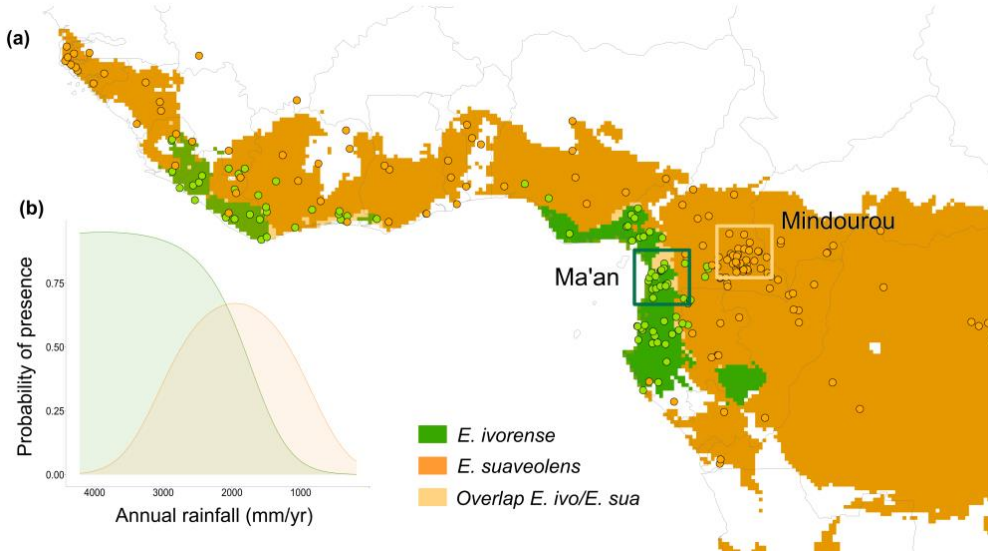 (a)
(b)
Mindourou
Ma'an
Probability of presence
0.75
0.50
0.25
0.00
4000 3000 2000 1000
Annual rainfall (mm/yr)
E. ivorense
E. suaveolens
Overlap E. ivo/E. sua